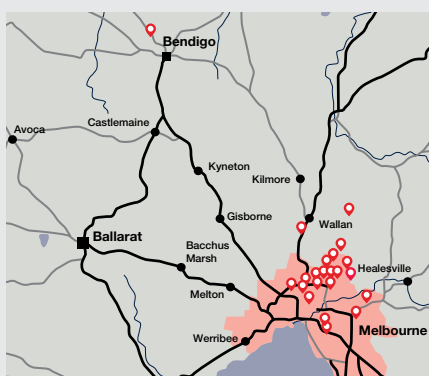 Bendigo
Avoca
Castlemaine
Kyneton
Kilmore
Gisborne
Wallan
Ballarat
Bacchus
Marsh
Healesville
Melton
Melbourne
Werribee